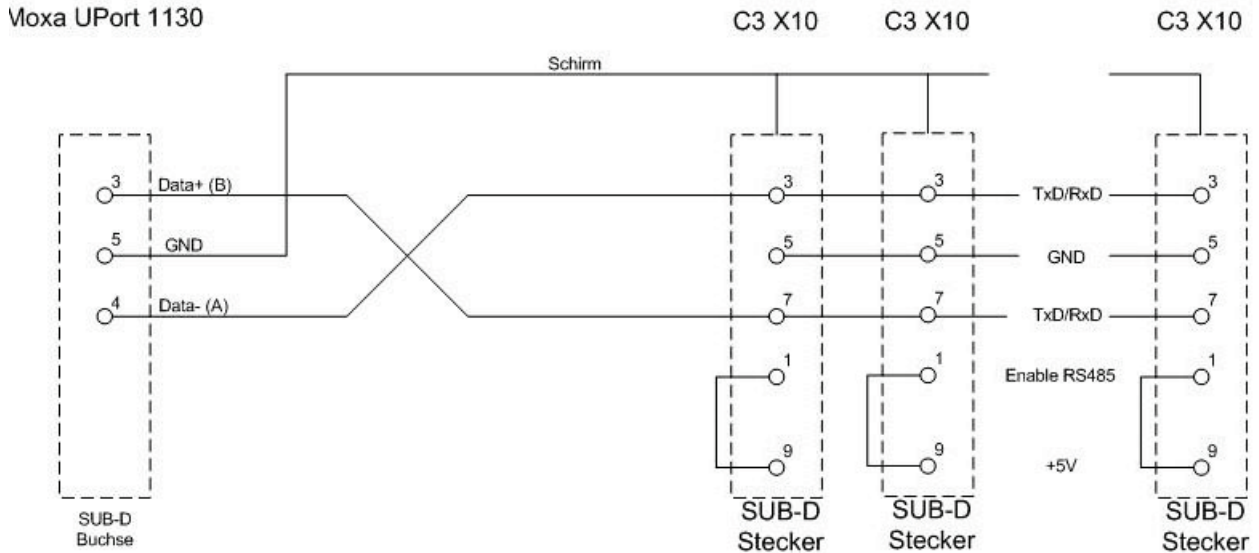 Moxa UPort 1130
C3 X10
C3 X10
C3 X10
Schirm
3
Data+ (B)
3
3
TxD/RxD
3
5
GND
5
5
GND
5
4
Data- (A)
7
7
TxD/RxD
7
1
1
Enable RS485
1
9
9
+5V
9
SUB-D
Buchse
SUB-D
Stecker
SUB-D
Stecker
SUB-D
Stecker